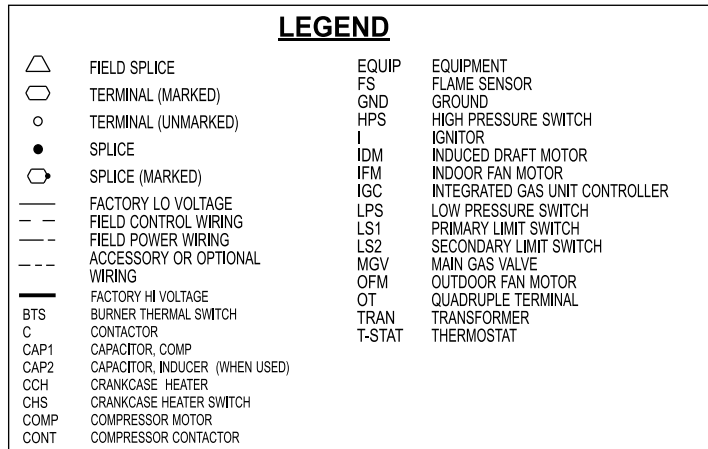 LEGEND
FIELD SPLICE
TERMINAL (MARKED)
TERMINAL (UNMARKED)
SPLICE
SPLICE (MARKED)
FACTORY LO VOLTAGE
FIELD CONTROL WIRING
FIELD POWER WIRING
ACCESSORY OR OPTIONAL
WIRING
FACTORY HI VOLTAGE
BTS BURNER THERMAL SWITCH
C CONTACTOR
CAP1 CAPACITOR, COMP
CAP2 CAPACITOR, INDUCER (WHEN USED)
CCH CRANKCASE HEATER
CHS CRANKCASE HEATER SWITCH
COMP COMPRESSOR MOTOR
CONT COMPRESSOR CONTACTOR
EQUIP EQUIPMENT
FS FLAME SENSOR
GND GROUND
HPS HIGH PRESSURE SWITCH
I IGNITOR
IDM INDUCED DRAFT MOTOR
IFM INDOOR FAN MOTOR
IGC INTEGRATED GAS UNIT CONTROLLER
LPS LOW PRESSURE SWITCH
LS1 PRIMARY LIMIT SWITCH
LS2 SECONDARY LIMIT SWITCH
MGV MAIN GAS VALVE
OFM OUTDOOR FAN MOTOR
OT QUADRUPLE TERMINAL
TRAN TRANSFORMER
T-STAT THERMOSTAT